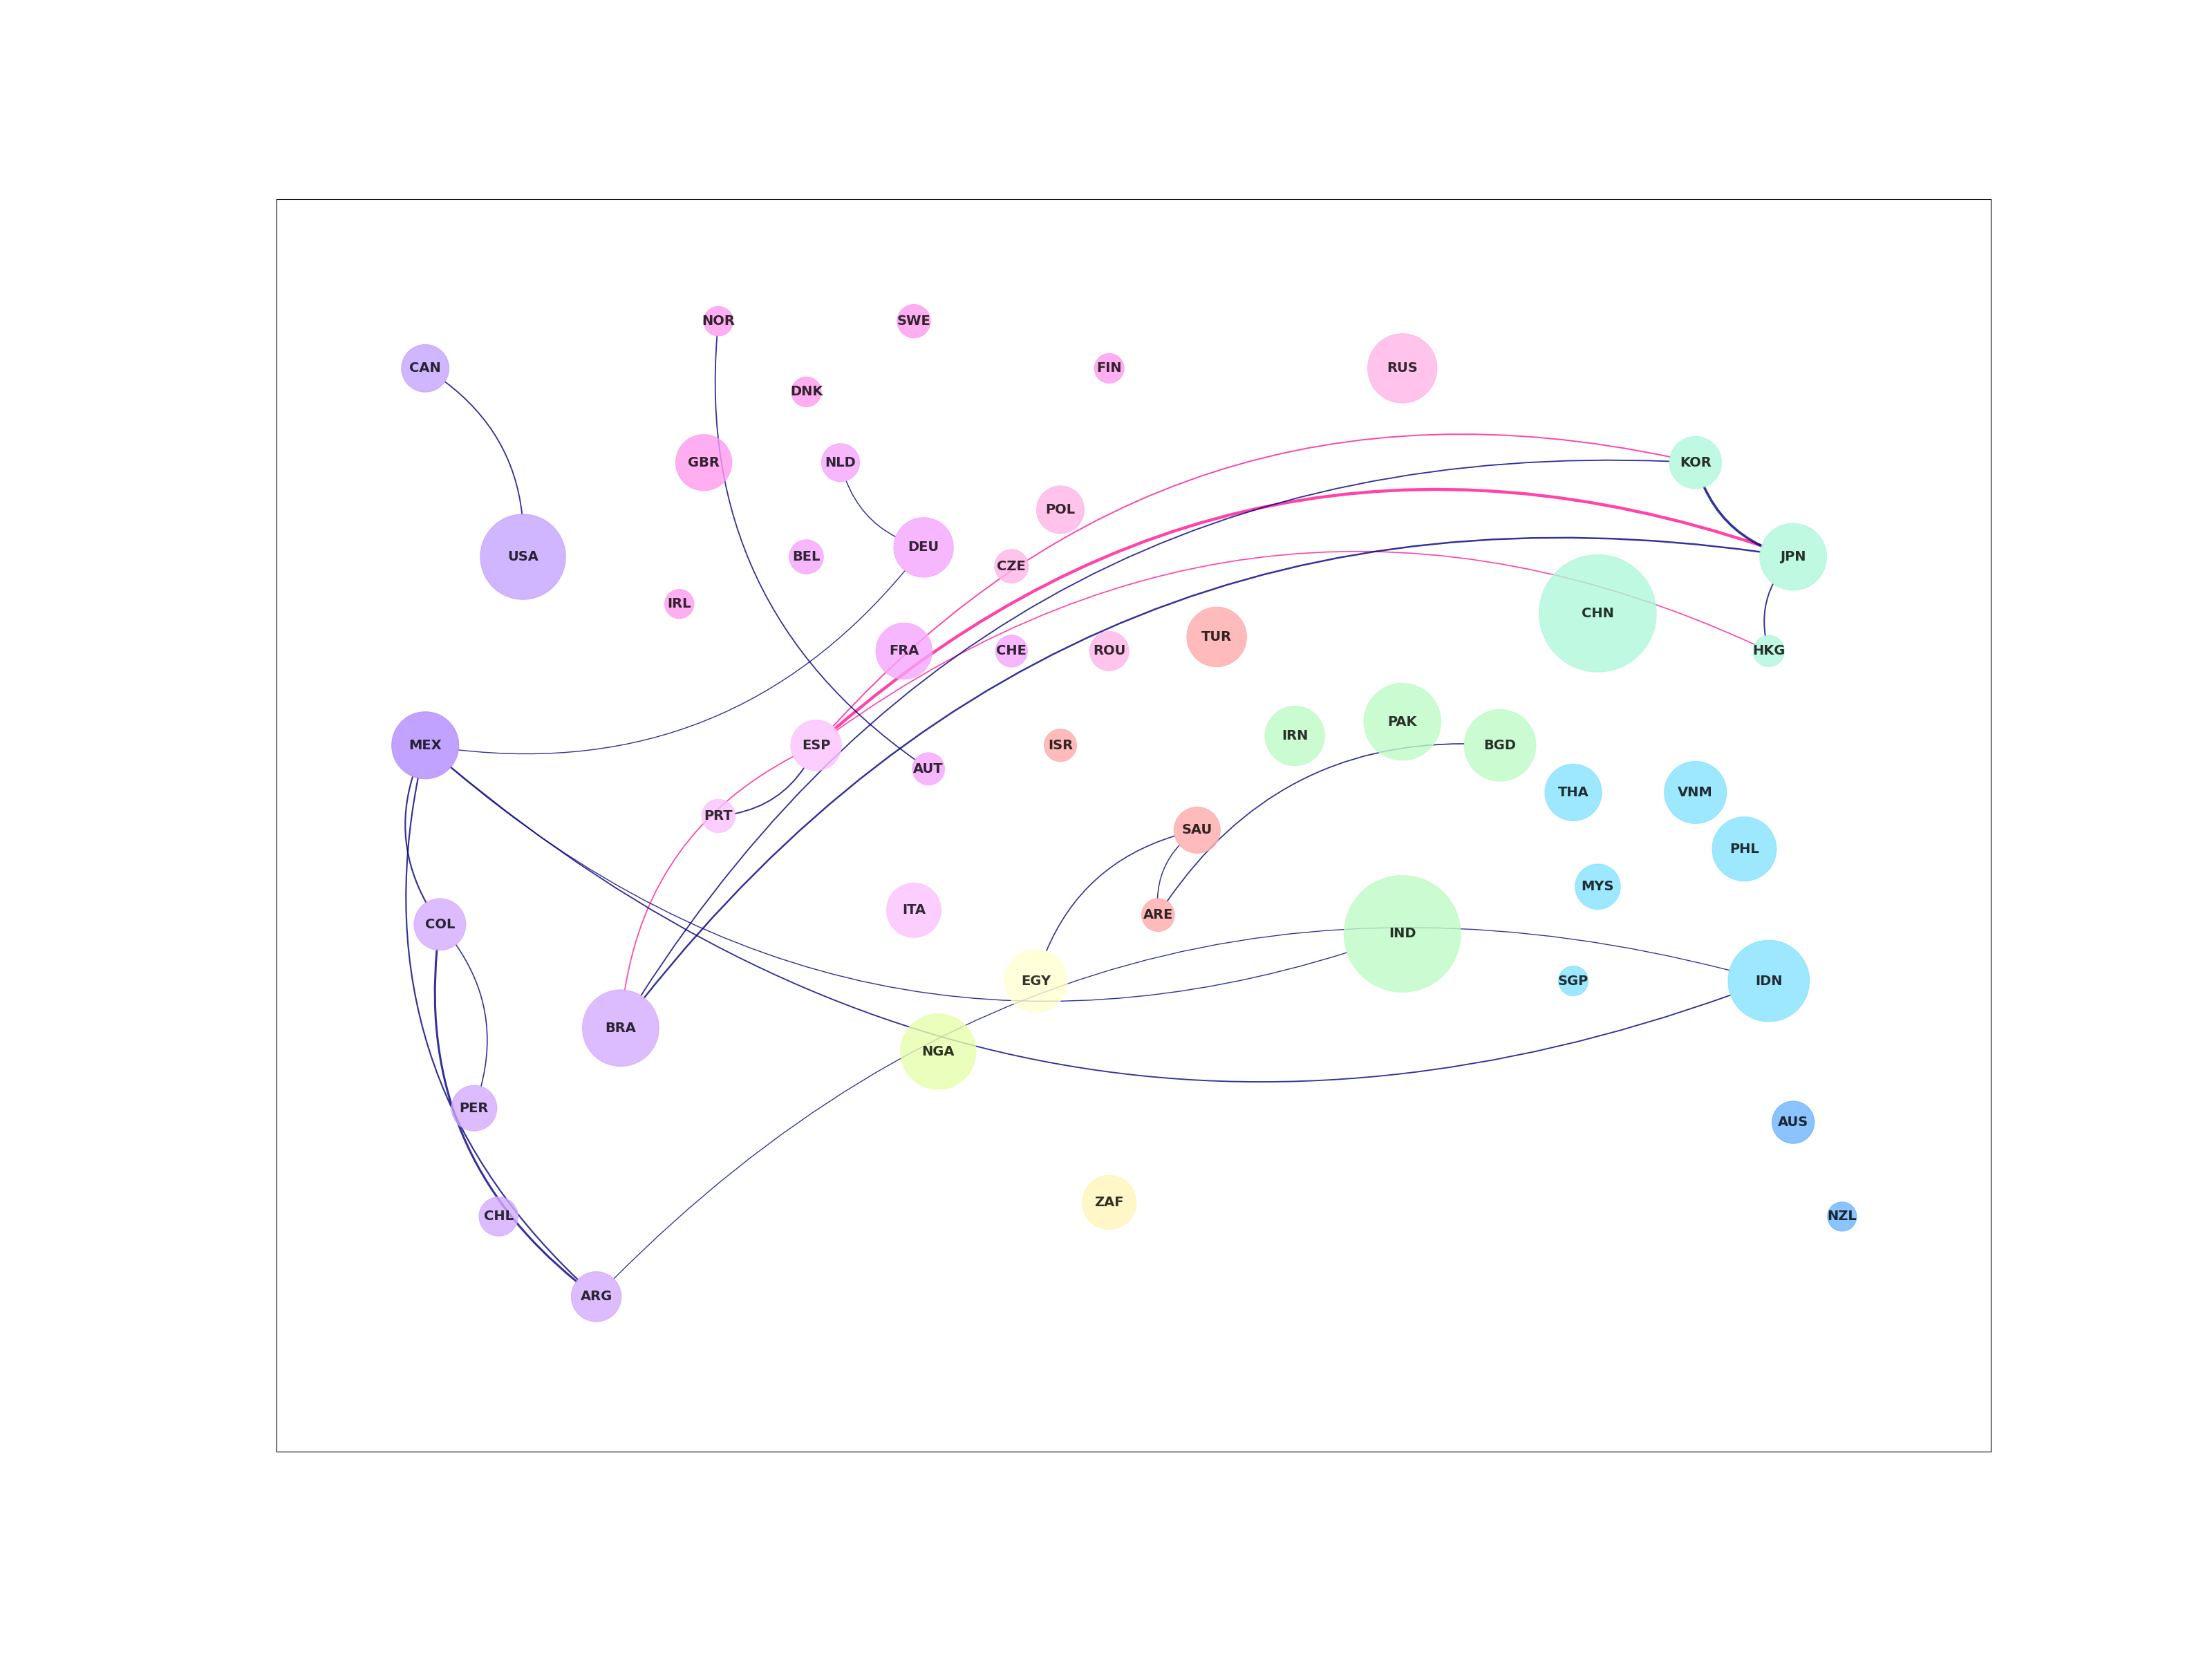 NOR
SWE
CAN
FIN
RUS
DNK
GBR
NLD
KOR
POL
DEU
USA
BEL
JPN
CZE
IRL
CHN
TUR
FRA
CHE
ROU
HKG
PAK
IRN
MEX
ESP
ISR
BGD
AUT
THA
VNM
PRT
SAU
PHL
MYS
ITA
ARE
COL
IND
EGY
SGP
IDN
BRA
NGA
PER
AUS
ZAF
CHL
NZL
ARG